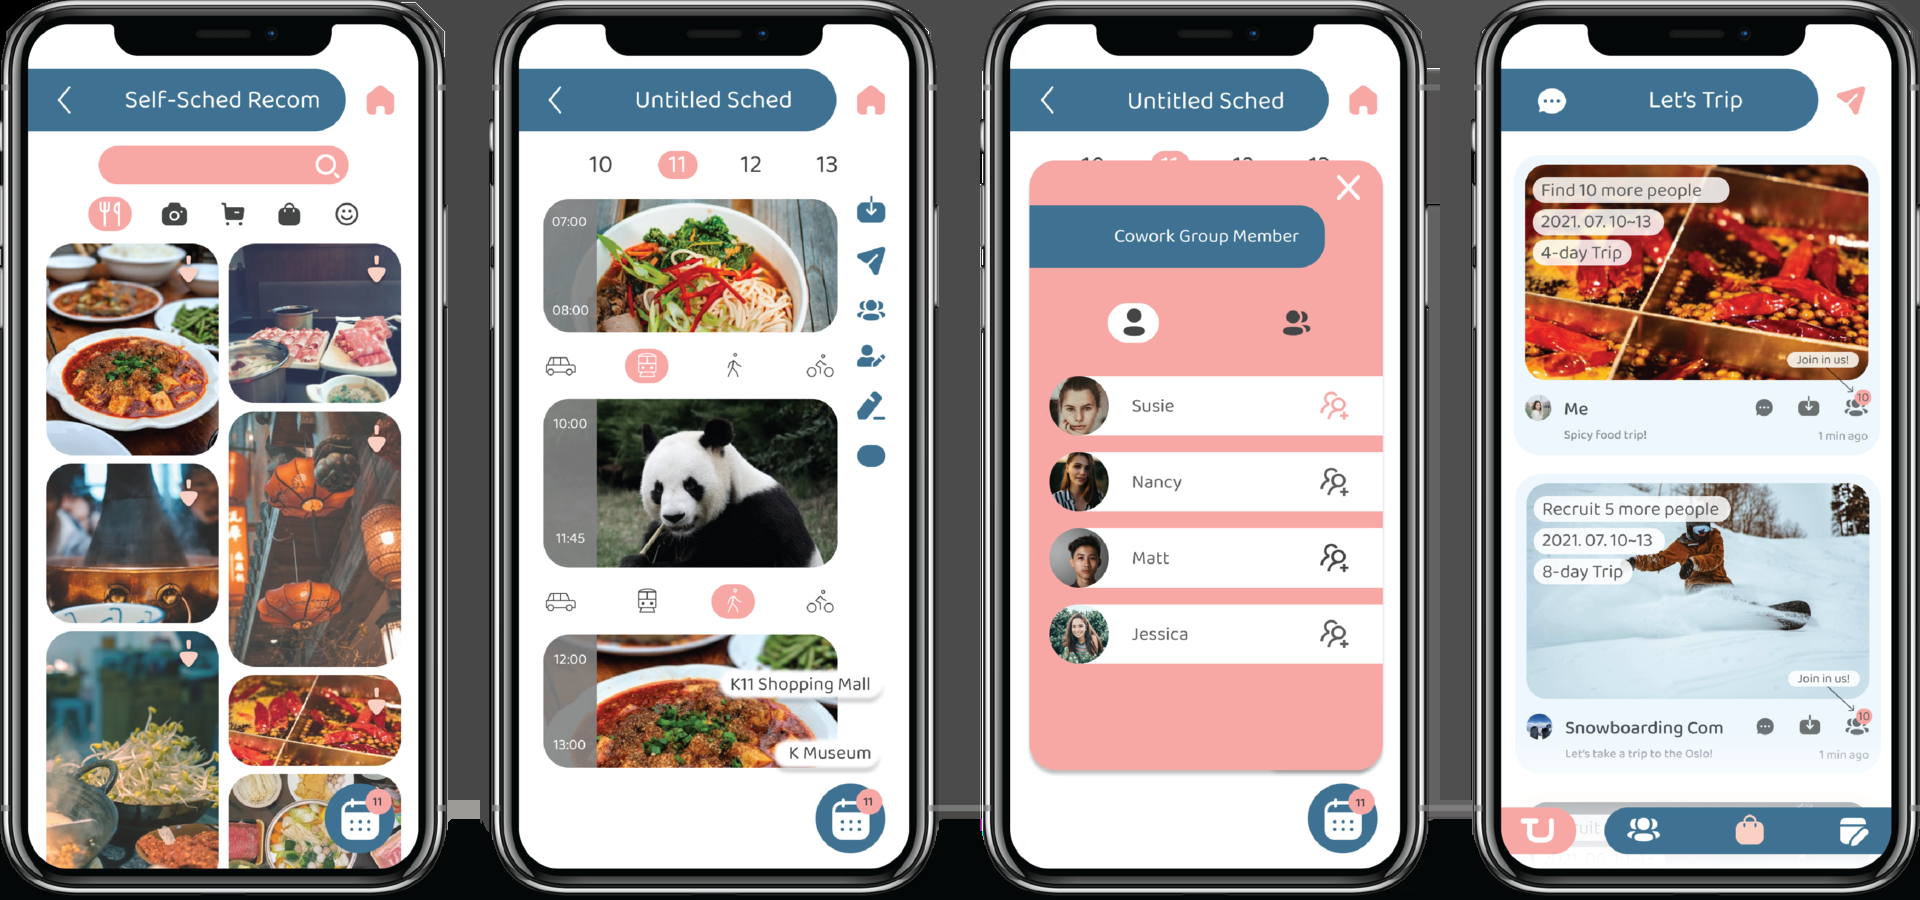 Self-Sched Recom
11
Untitled Sched
10 11 12 13
07:00
08:00
10:00
11:45
12:00
K11 Shopping Mall
13:00
K Museum
11
Untitled Sched
10 11 12 13
Cowork Group Member
Susie
Nancy
Matt
Jessica
11
Let's Trip
Find 10 more people
2021. 07. 10~13
4-day Trip
Join in us!
10
Me
Spicy food trip!
1 min ago
Recruit 5 more people
2021. 07. 10~13
8-day Trip
Join in us!
10
Snowboarding Com
Let's take a trip to the Oslo!
1 min ago